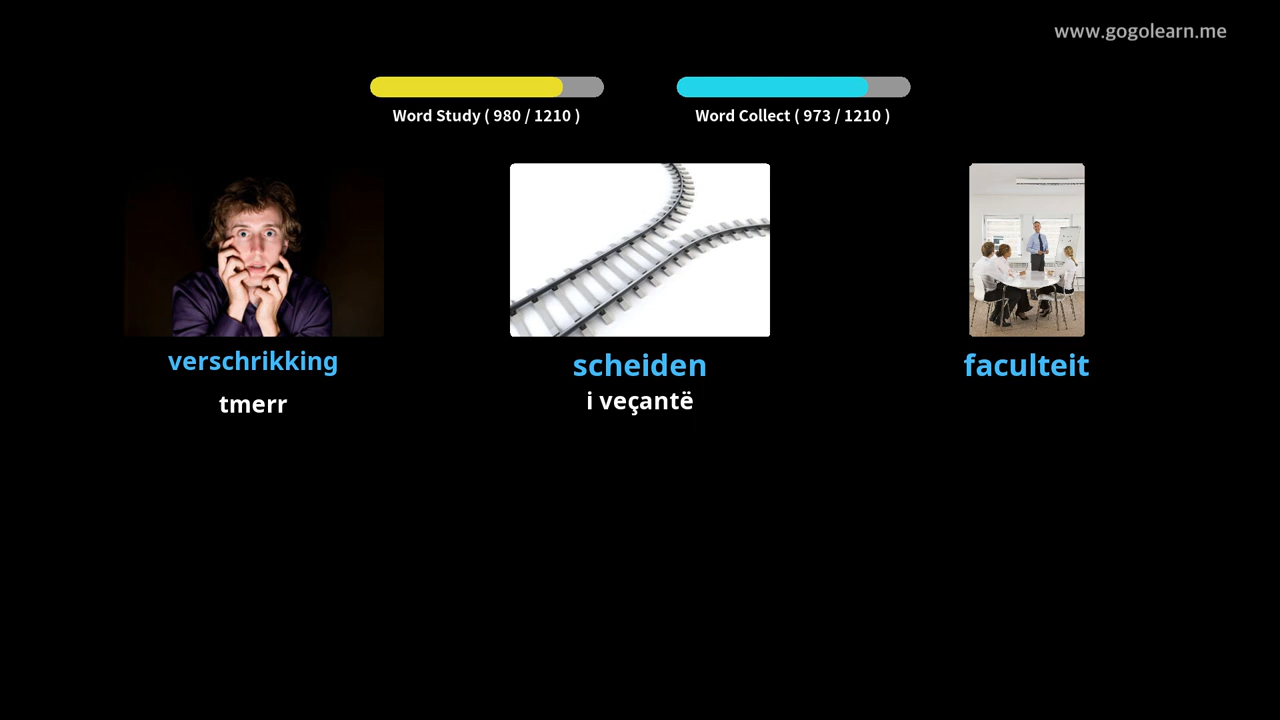 www.gogolearn.me
Word Study ( 980 / 1210 )
Word Collect ( 973 / 1210 )
verschrikking
tmerr
scheiden
i veçantë
faculteit